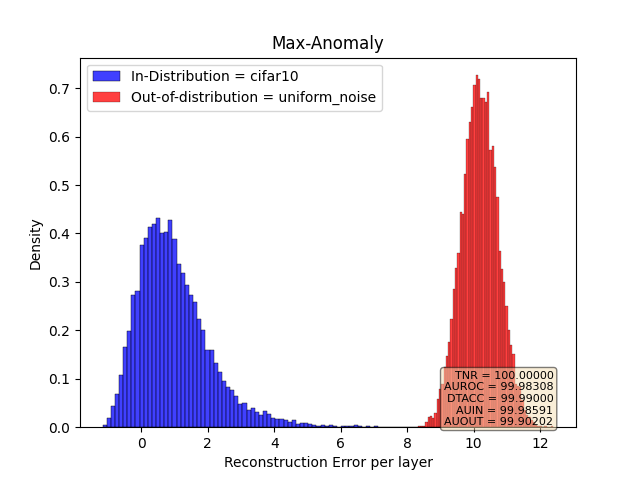 Max-Anomaly
In-Distribution = cifar10
Out-of-distribution = uniform_noise
0.7
0.6
0.5
0.4
0.3
0.2
0.1
0.0
Density
TNR = 100.00000
AUROC = 99.98308
DTACC = 99.99000
AUIN = 99.98591
AUOUT = 99.90202
0 2 4 6 8 10 12
Reconstruction Error per layer